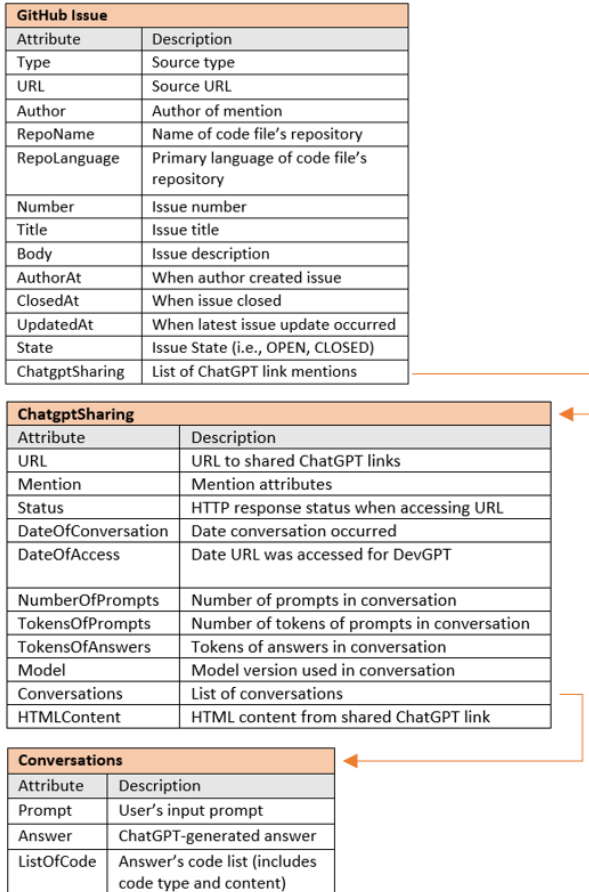 GitHub Issue
Attribute Description
Type Source type
URL Source URL
Author Author of mention
RepoName Name of code file's repository
RepoLanguage Primary language of code file's
repository
Number Issue number
Title Issue title
Body Issue description
AuthorAt When author created issue
ClosedAt When issue closed
UpdatedAt When latest issue update occurred
State Issue State (i.e., OPEN, CLOSED)
ChatgptSharing List of ChatGPT link mentions
ChatgptSharing
Attribute Description
URL URL to shared ChatGPT links
Mention Mention attributes
Status HTTP response status when accessing URL
DateOfConversation Date conversation occurred
DateOfAccess Date URL was accessed for DevGPT
NumberOfPrompts Number of prompts in conversation
TokensOfPrompts Number of tokens of prompts in conversation
TokensOfAnswers Tokens of answers in conversation
Model Model version used in conversation
Conversations List of conversations
HTMLContent HTML content from shared ChatGPT link
Conversations
Attribute Description
Prompt User's input prompt
Answer ChatGPT-generated answer
ListOfCode Answer's code list (includes
code type and content)